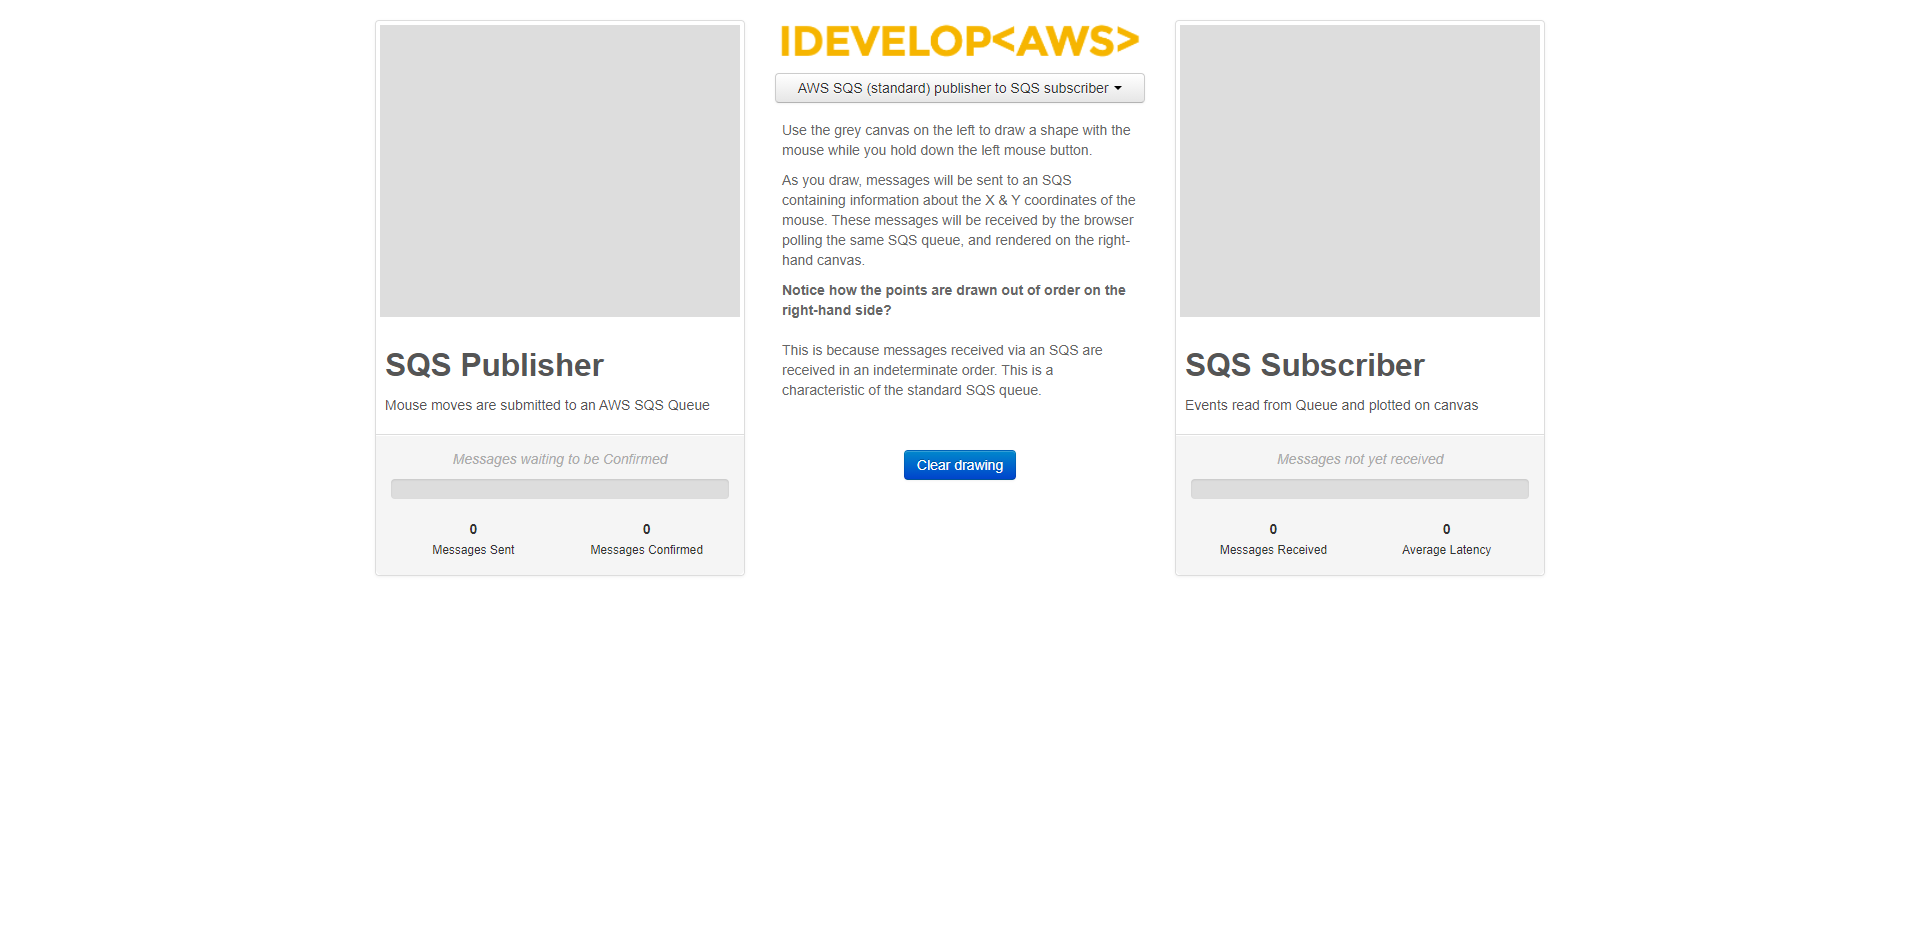 IDEVELOP<AWS>
AWS SQS (standard) publisher to SQS subscriber
Use the grey canvas on the left to draw a shape with the
mouse while you hold down the left mouse button.
As you draw, messages will be sent to an SQS
containing information about the X & Y coordinates of the
mouse. These messages will be received by the browser
polling the same SQS queue, and rendered on the right-
hand canvas.
Notice how the points are drawn out of order on the
right-hand side?
This is because messages received via an SQS are
received in an indeterminate order. This is a
characteristic of the standard SQS queue.
Clear drawing
SQS Publisher
Mouse moves are submitted to an AWS SQS Queue
Messages waiting to be Confirmed
0 0
Messages Sent Messages Confirmed
SQS Subscriber
Events read from Queue and plotted on canvas
Messages not yet received
0 0
Messages Received Average Latency